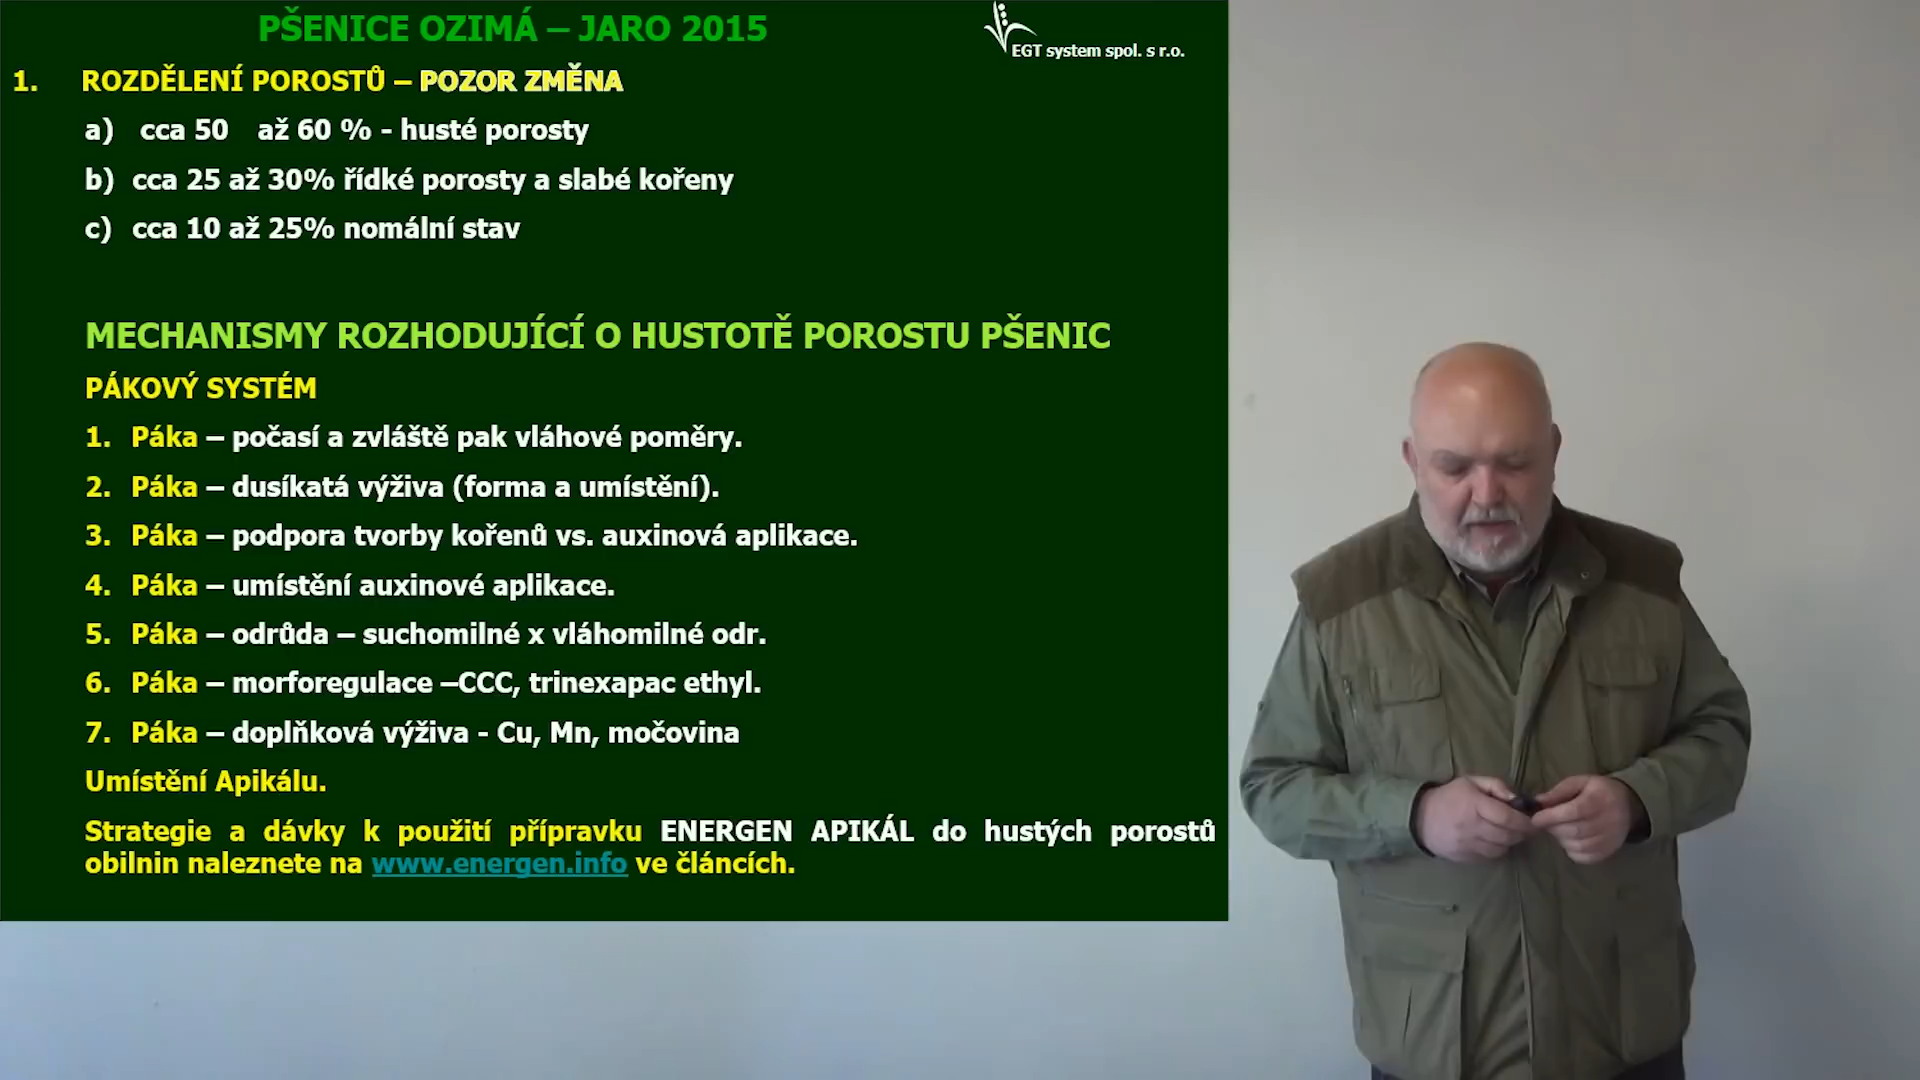 PŠENICE OZIMÁ – JARO 2015
EGT system spol. s r.o.
1. ROZDĚLENÍ POROSTŮ – POZOR ZMĚNA
a) cca 50 až 60 % - husté porosty
b) cca 25 až 30% řídké porosty a slabé kořeny
c) cca 10 až 25% nomální stav
MECHANISMY ROZHODUJÍCÍ O HUSTOTĚ POROSTU PŠENIC
PÁKOVÝ SYSTÉM
1. Páka – počasí a zvláště pak vláhové poměry.
2. Páka – dusíkatá výživa (forma a umístění).
3. Páka – podpora tvorby kořenů vs. auxinová aplikace.
4. Páka – umístění auxinové aplikace.
5. Páka – odrůda – suchomilné x vláhomilné odr.
6. Páka – morforegulace –CCC, trinexapac ethyl.
7. Páka – doplňková výživa - Cu, Mn, močovina
Umístění Apikálu.
Strategie a dávky k použití přípravku ENERGEN APIKÁL do hustých porostů
obilnin naleznete na www.energen.info ve článcích.